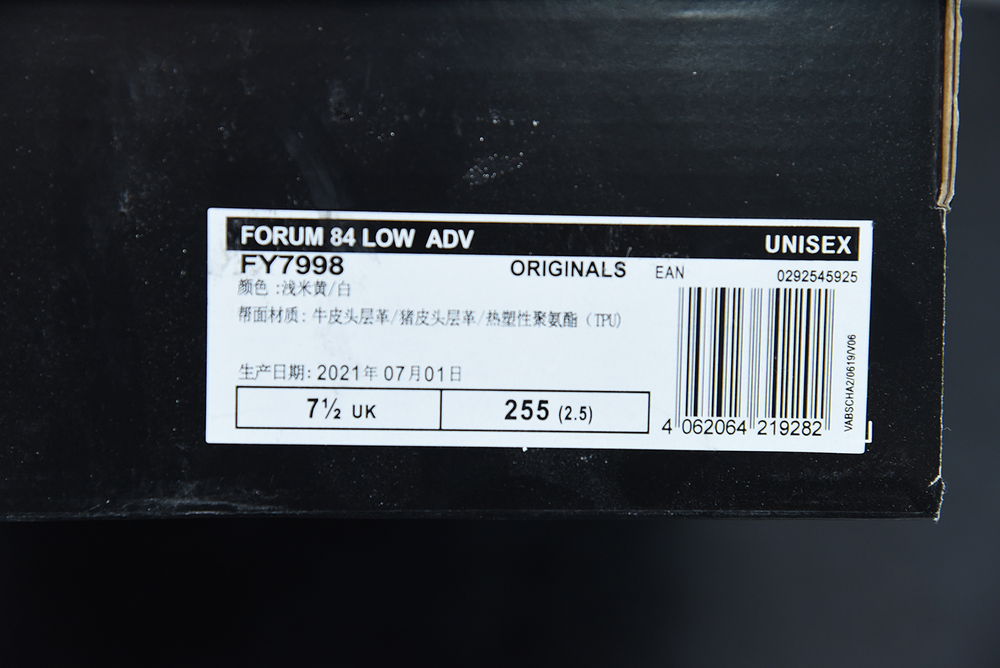 FORUM 84 LOW ADV UNISEX
FY7998 ORIGINALS EAN 0292545925
颜色:浅米黄/白
帮面材质:牛皮头层革/猪皮头层革/热塑性聚氨酯(TPU)
生产日期:2021年 07月01日
7½ UK 255 (2.5)
4 062064 219282
VABSCHA2/0619/V06